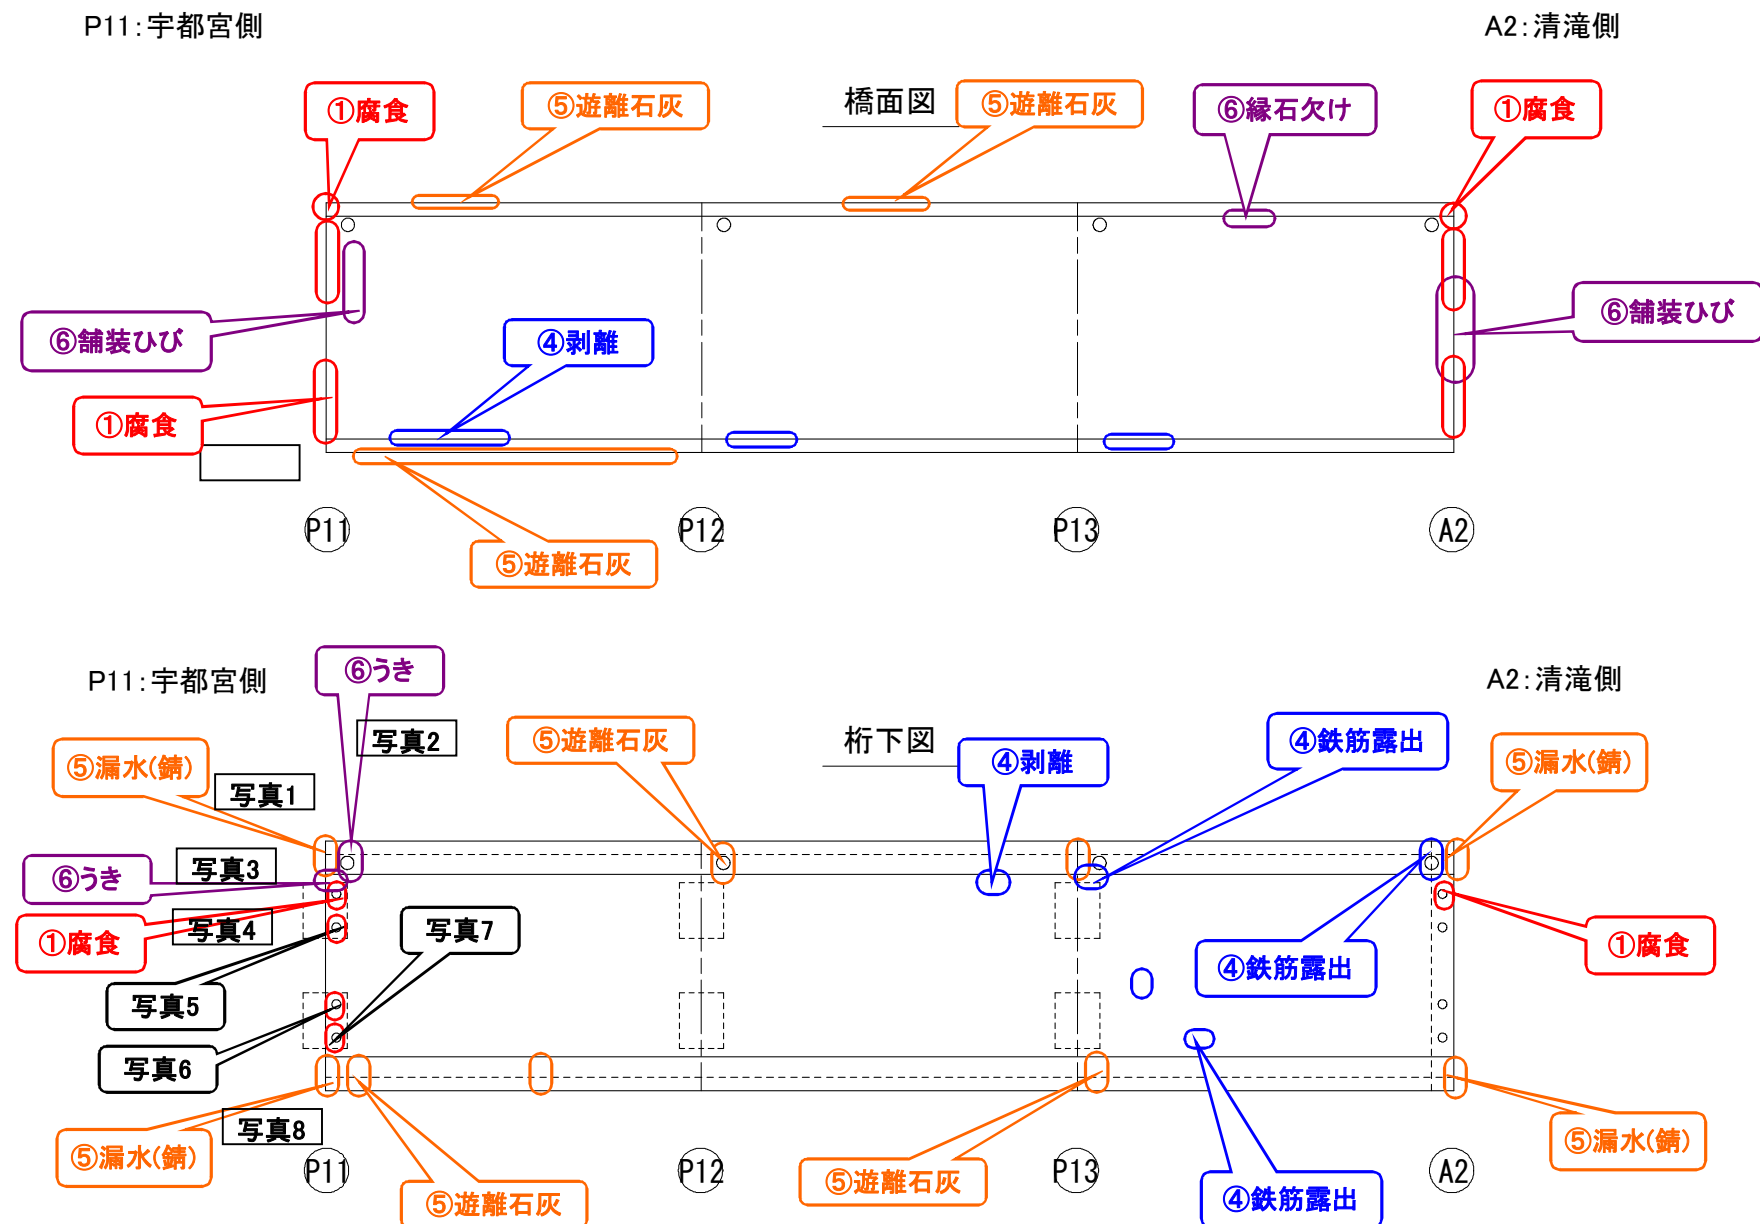 P11:宇都宮側
A2:清滝側
①腐食
⑤遊離石灰
橋面図
⑤遊離石灰
⑥縁石欠け
①腐食
⑥舗装ひび
④剥離
⑥舗装ひび
①腐食
P11
P12
P13
A2
⑤遊離石灰
P11:宇都宮側
⑥うき
A2:清滝側
写真2
⑤遊離石灰
桁下図
④剥離
④鉄筋露出
⑤漏水(錆)
⑤漏水(錆)
写真1
写真3
⑥うき
写真4
①腐食
写真7
①腐食
④鉄筋露出
写真5
写真6
写真8
⑤漏水(錆)
⑤漏水(錆)
P11
P12
P13
A2
⑤遊離石灰
⑤遊離石灰
④鉄筋露出